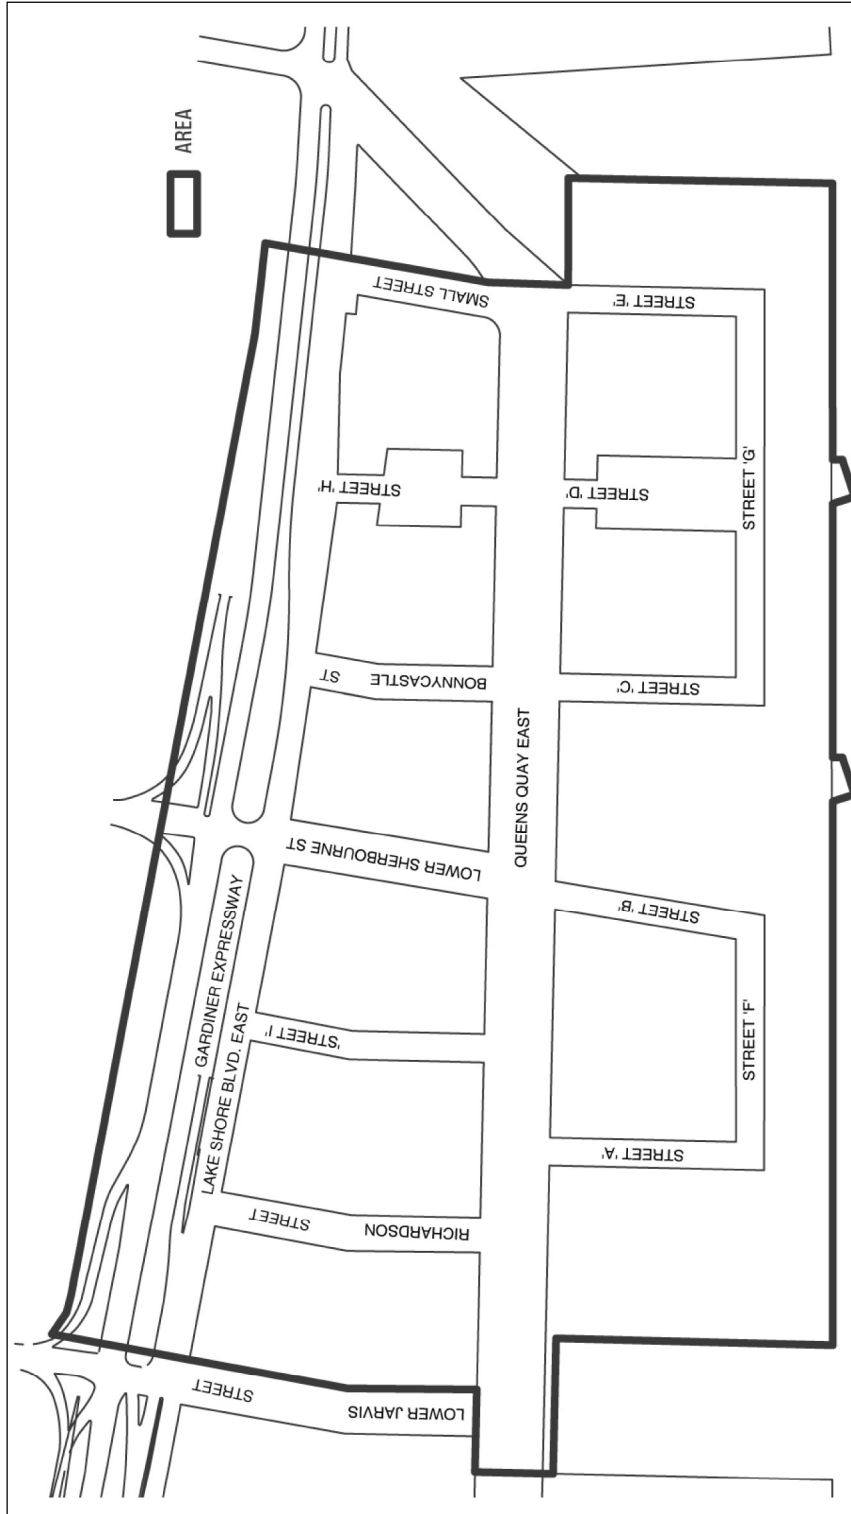 AREA
SMALL STREET
STREET 'E'
STREET 'H'
STREET 'D'
STREET 'G'
BONNYCASTLE ST
STREET 'C'
QUEENS QUAY EAST
LOWER SHERBOURNE ST
STREET 'B'
GARDINER EXPRESSWAY
LAKE SHORE BLVD. EAST
'STREET I'
STREET 'F'
STREET 'A'
RICHARDSON STREET
LOWER JARVIS STREET